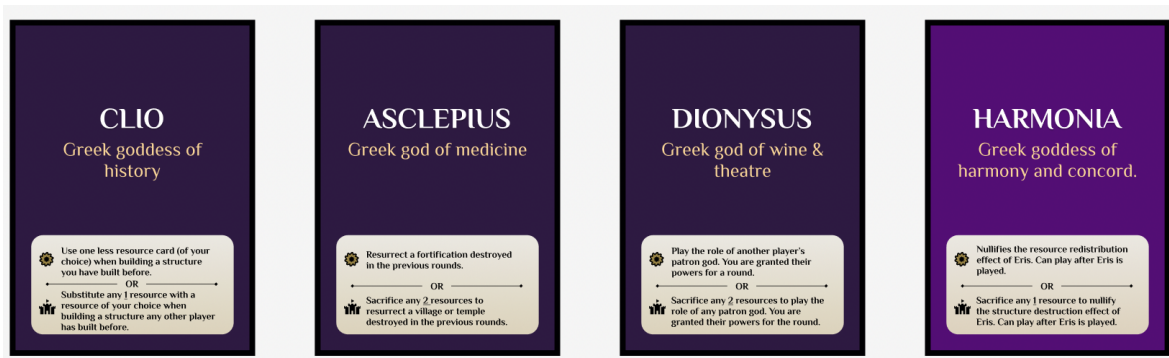 CLIO
Greek goddess of
history
Use one less resource card (of your
choice) when building a structure
you have built before.
OR
Substitute any 1 resource with a
resource of your choice when
building a structure any other player
has built before.
ASCLEPIUS
Greek god of medicine
Resurrect a fortification destroyed
in the previous rounds.
OR
Sacrifice any 2 resources to
resurrect a village or temple
destroyed in the previous rounds.
DIONYSUS
Greek god of wine &
theatre
Play the role of another player's
patron god. You are granted their
powers for a round.
OR
Sacrifice any 2 resources to play the
role of any patron god. You are
granted their powers for the round.
HARMONIA
Greek goddess of
harmony and concord.
Nullifies the resource redistribution
effect of Eris. Can play after Eris is
played.
OR
Sacrifice any 1 resource to nullify
the structure destruction effect of
Eris. Can play after Eris is played.